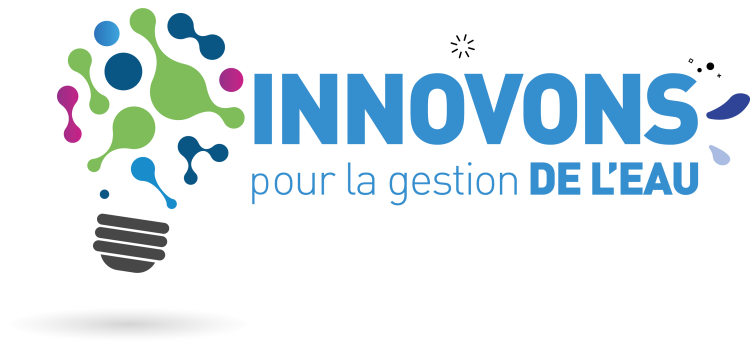 INNOVONS
pour la gestion DE L'EAU